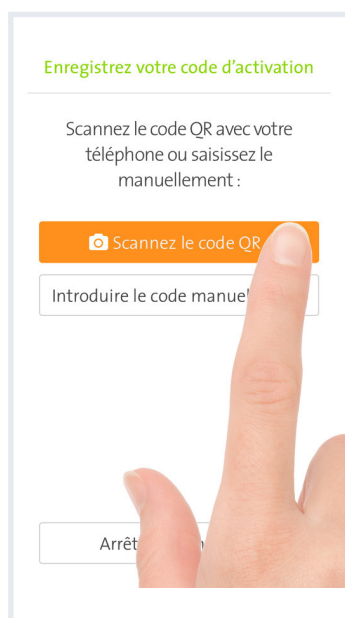 Enregistrez votre code d’activation
Scannez le code QR avec votre
téléphone ou saisissez le
manuellement :
Scannez le code QR
Introduire le code